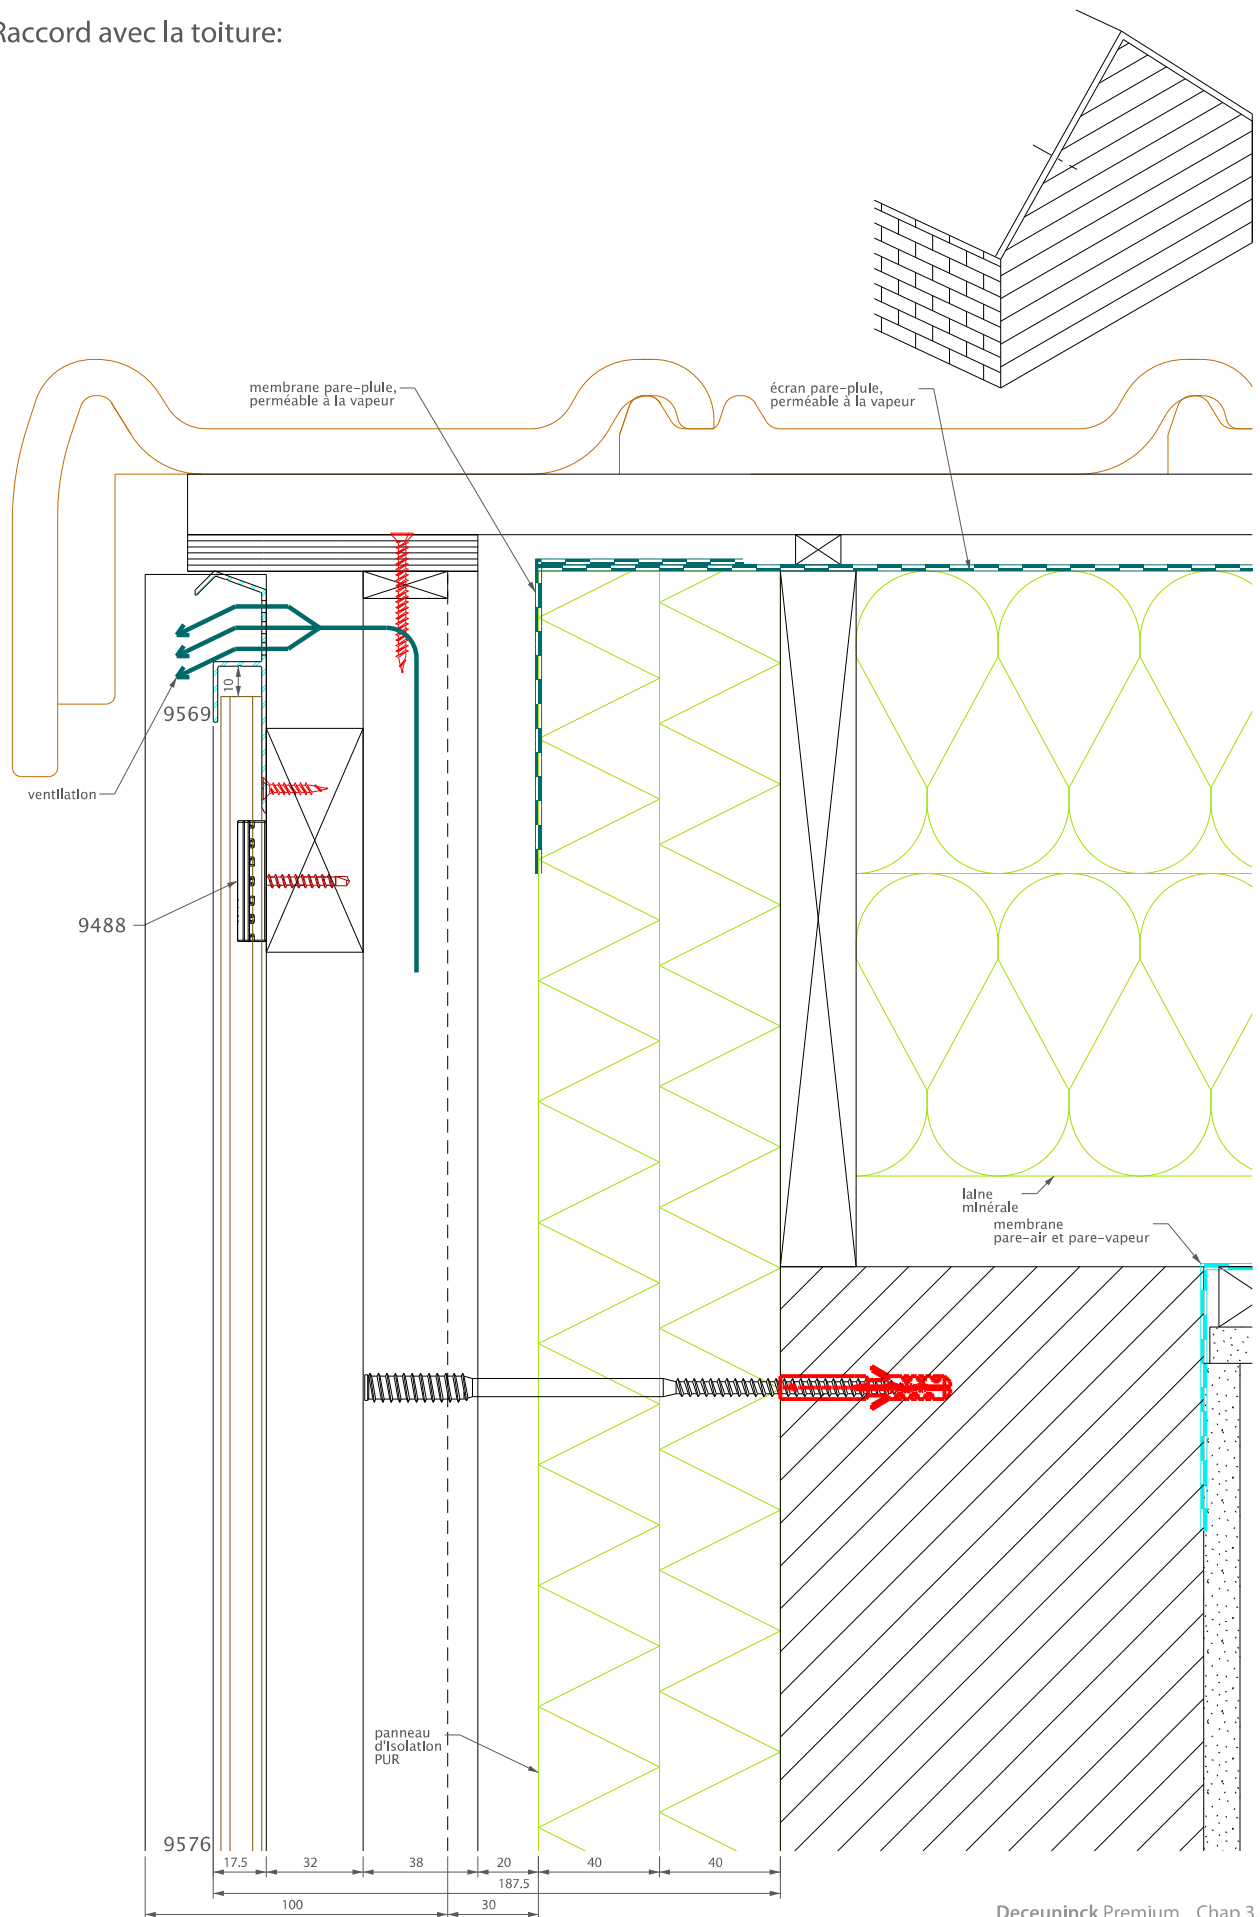 Raccord avec la toiture:
membrane pare-pluie,
perméable à la vapeur
écran pare-pluie,
perméable à la vapeur
10
9569
ventilation
9488
laine
minérale
membrane
pare-air et pare-vapeur
panneau
d'isolation
PUR
9576
17.5
32
38
20
40
40
187.5
100
30
Deceuninck Premium Chap 3